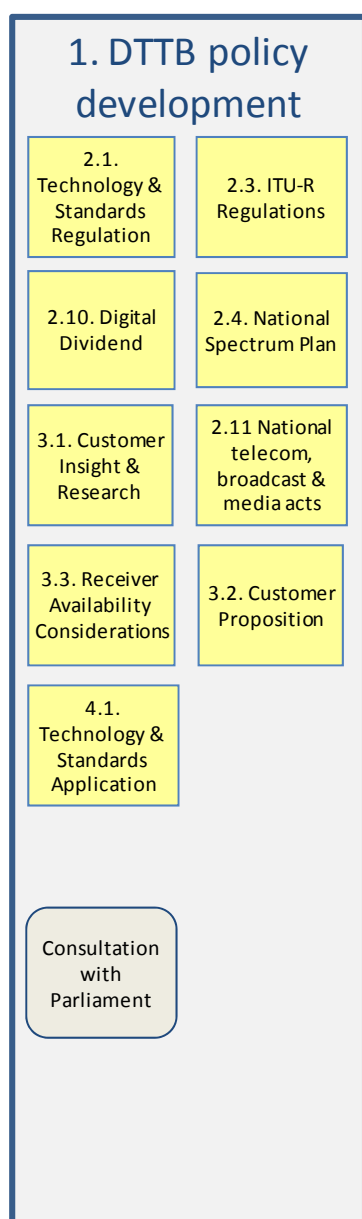 1. DTTB policy
development
2.1.
Technology &
Standards
Regulation
2.3. ITU-R
Regulations
2.10. Digital
Dividend
2.4. National
Spectrum Plan
3.1. Customer
Insight &
Research
2.11 National
telecom,
broadcast &
media acts
3.3. Receiver
Availability
Considerations
3.2. Customer
Proposition
4.1.
Technology &
Standards
Application
Consultation
with
Parliament